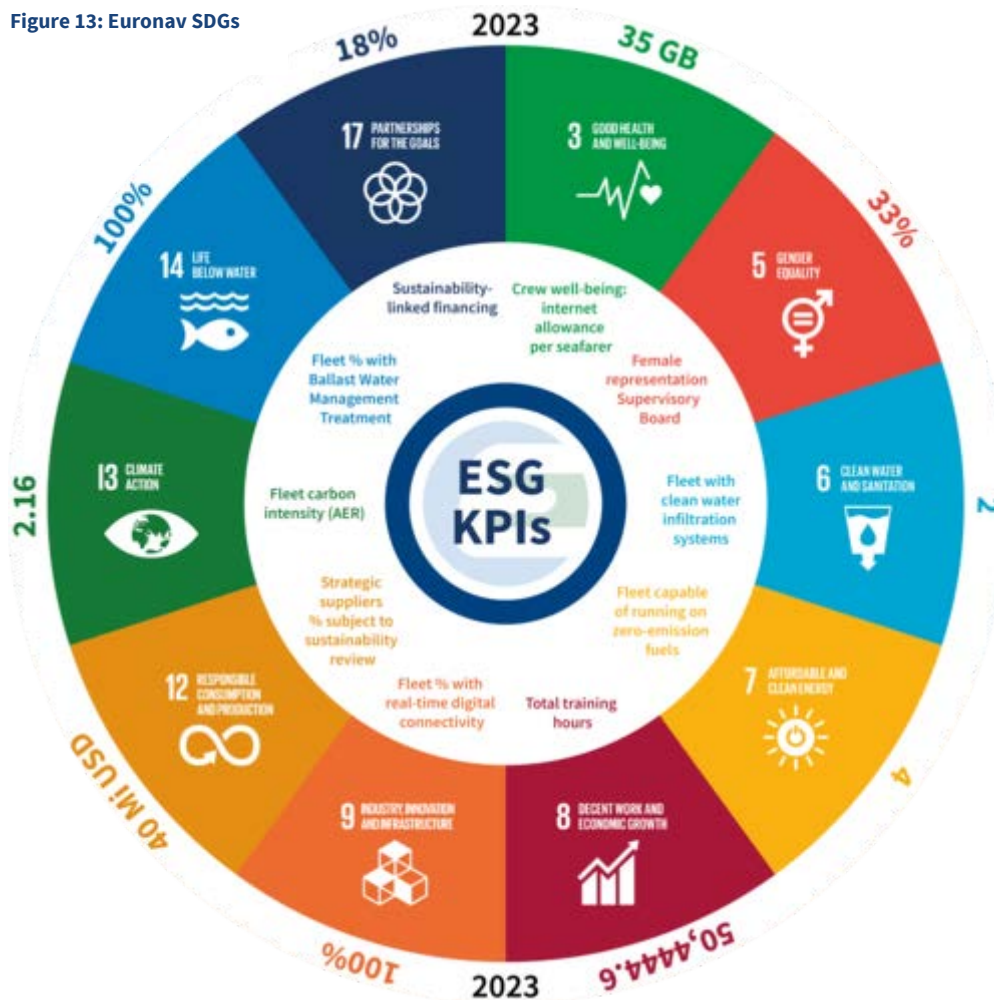 Figure 13: Euronav SDGs
2023
35 GB
3 GOOD HEALTH
AND WELL-BEING
Crew well-being:
internet
allowance
per seafarer
33%
5 GENDER
EQUALITY
Female
representation
Supervisory
Board
2
6 CLEAN WATER
AND SANITATION
Fleet with
clean water
infiltration
systems
4
7 AFFORDABLE AND
CLEAN ENERGY
Fleet capable
of running on
zero-emission
fuels
50,4444.6
8 DECENT WORK AND
ECONOMIC GROWTH
Total training
hours
2023
100%
9 INDUSTRY, INNOVATION
AND INFRASTRUCTURE
Fleet % with
real-time digital
connectivity
40 Mi USD
12 RESPONSIBLE
CONSUMPTION
AND PRODUCTION
Strategic
suppliers
% subject to
sustainability
review
2.16
13 CLIMATE
ACTION
Fleet carbon
intensity (AER)
100%
14 LIFE
BELOW WATER
Fleet % with
Ballast Water
Management
Treatment
18%
17 PARTNERSHIPS
FOR THE GOALS
Sustainability-
linked financing
ESG
KPIs